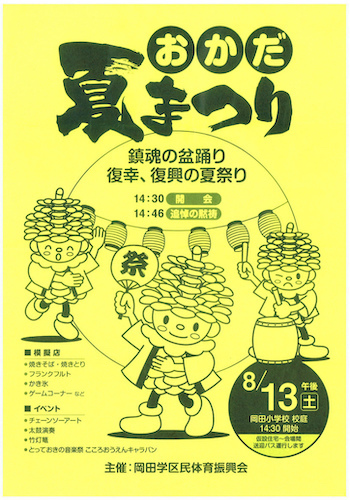 おかだ
夏まつり
鎮魂の盆踊り
復幸、復興の夏祭り
14:30 開会
14:46 追悼の黙祷
祭
■模擬店
●焼きそば・焼きとり
●フランクフルト
●かき氷
●ゲームコーナー など
■イベント
●チェーンソーアート
●太鼓演奏
●竹灯篭
●とっておきの音楽祭 こころおうえんキャラバン
8/13 午後
土
岡田小学校 校庭
14:30 開始
仮設住宅〜会場間
送迎バス運行します
主催:岡田学区民体育振興会